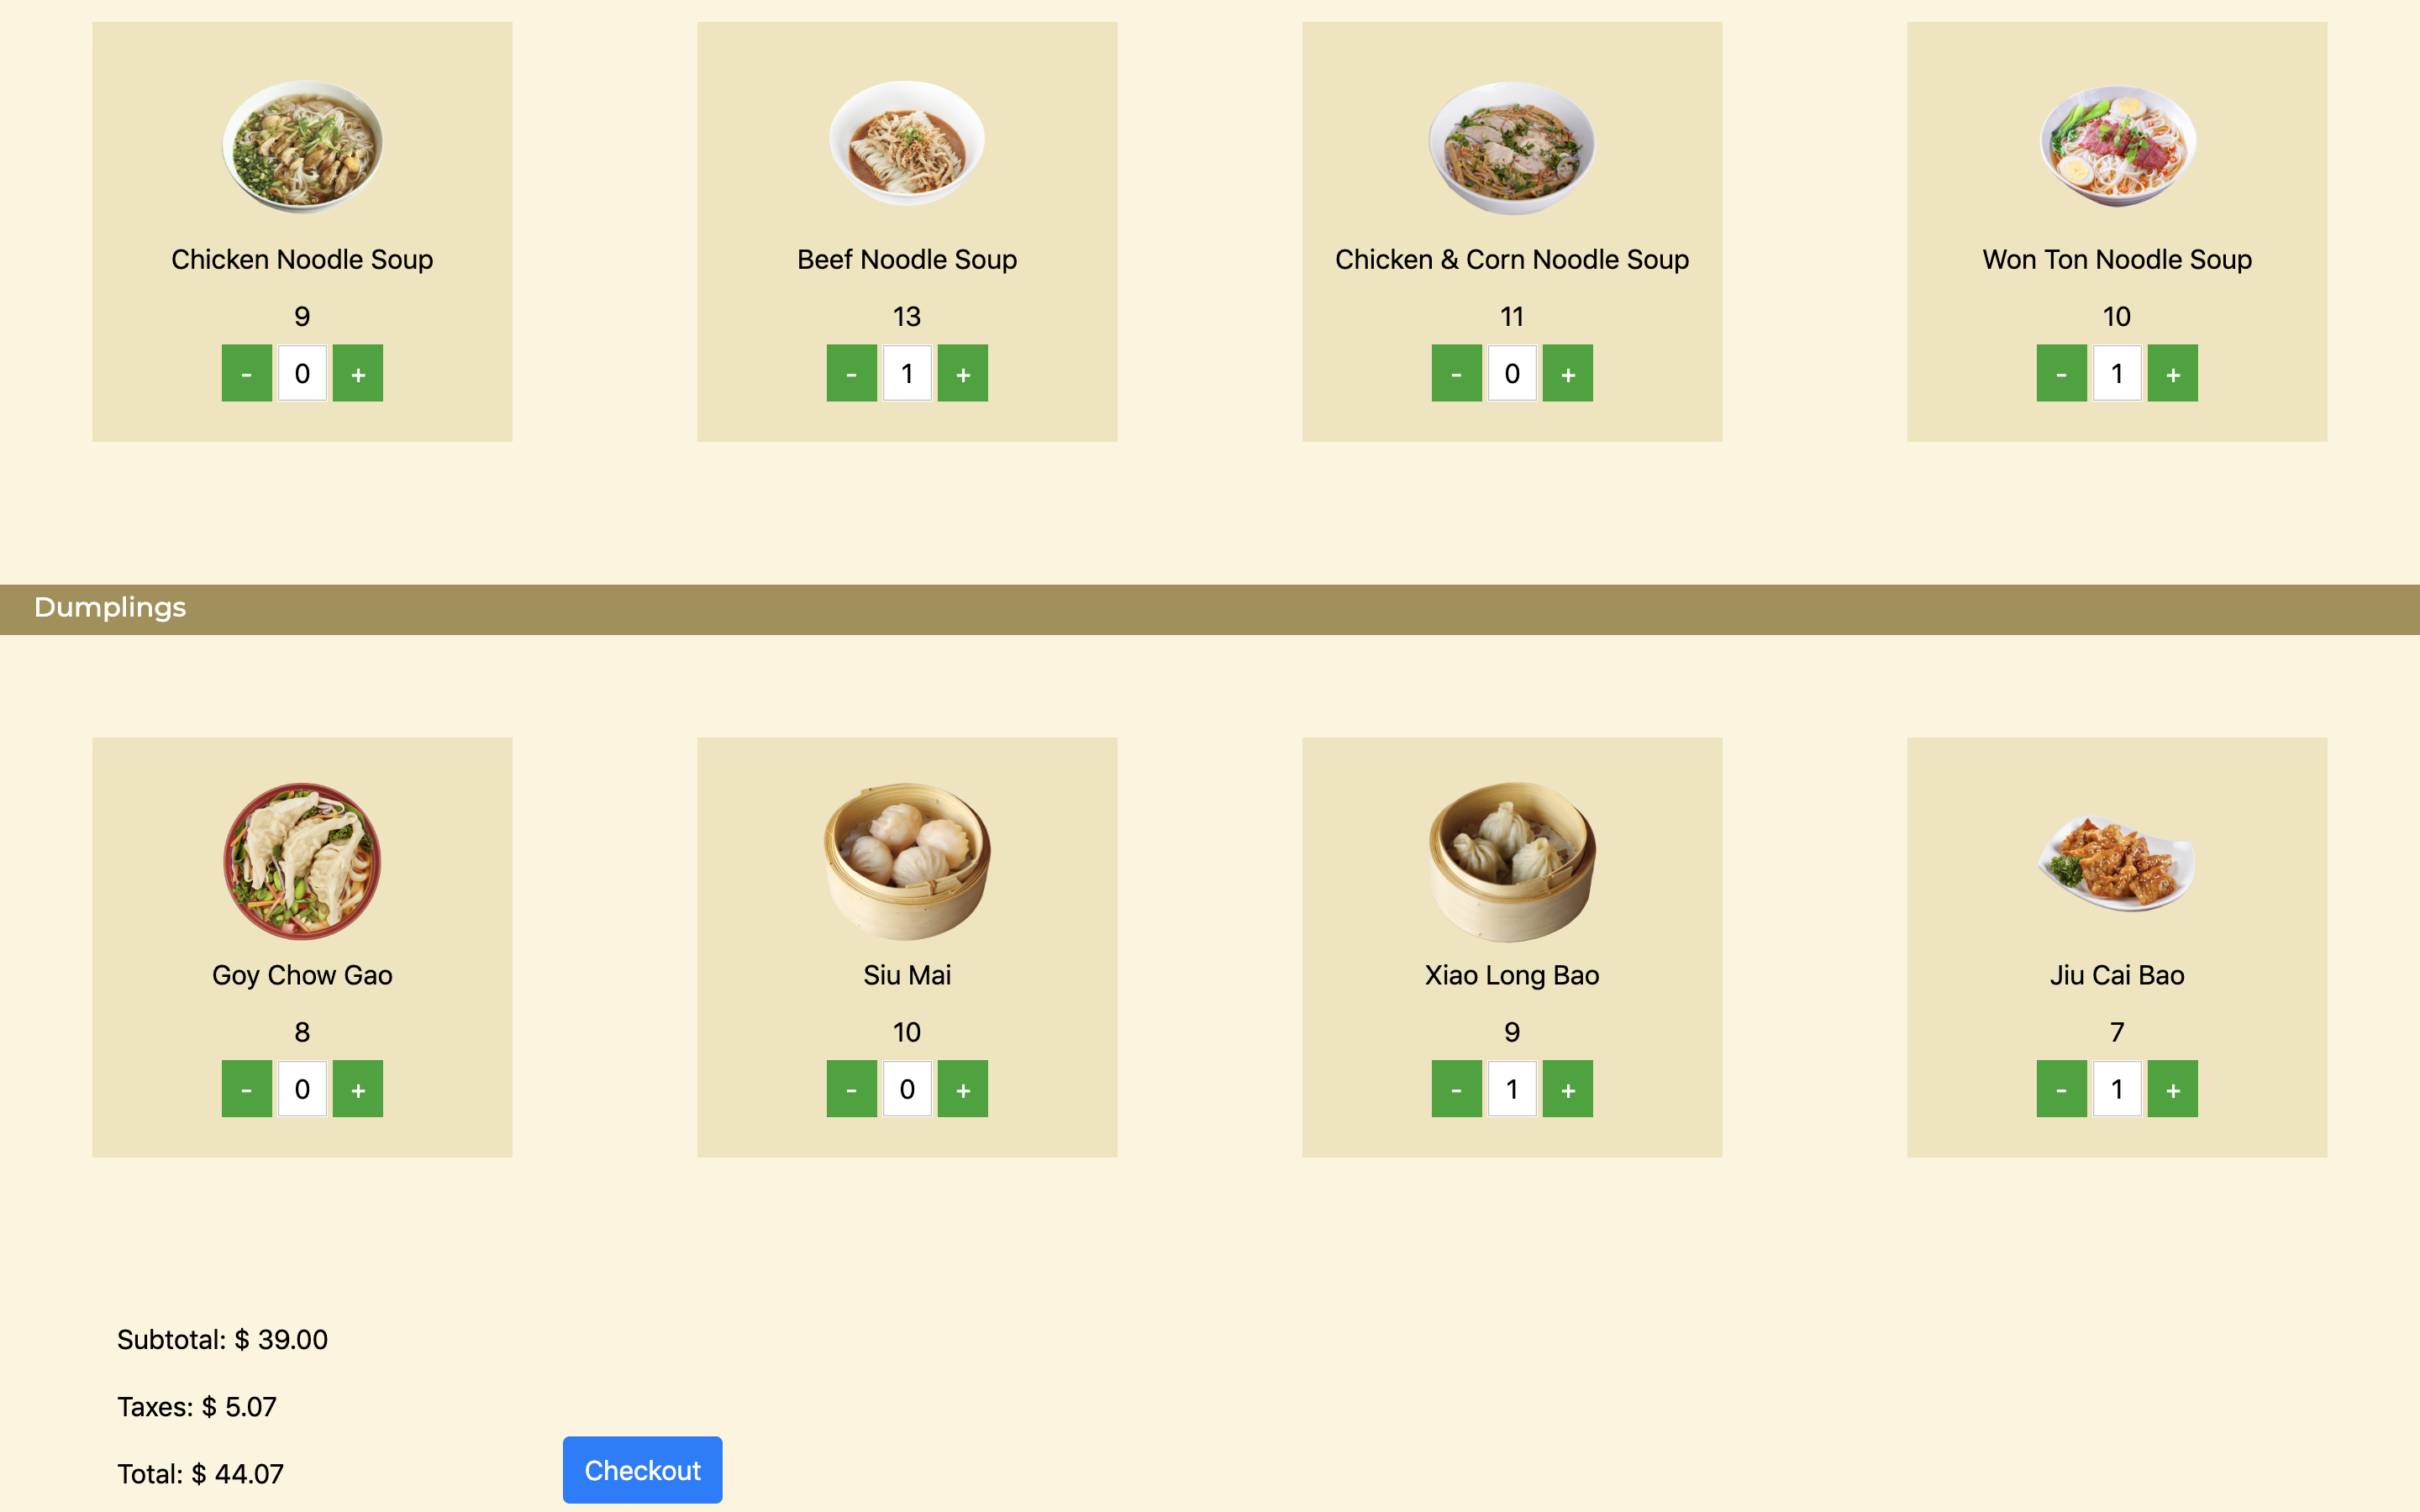 Chicken Noodle Soup
Beef Noodle Soup
Chicken & Corn Noodle Soup
Won Ton Noodle Soup
9
13
11
10
- 0 +
- 1 +
- 0 +
- 1 +
Dumplings
Goy Chow Gao
Siu Mai
Xiao Long Bao
Jiu Cai Bao
8
10
9
7
- 0 +
- 0 +
- 1 +
- 1 +
Subtotal: $ 39.00
Taxes: $ 5.07
Total: $ 44.07
Checkout